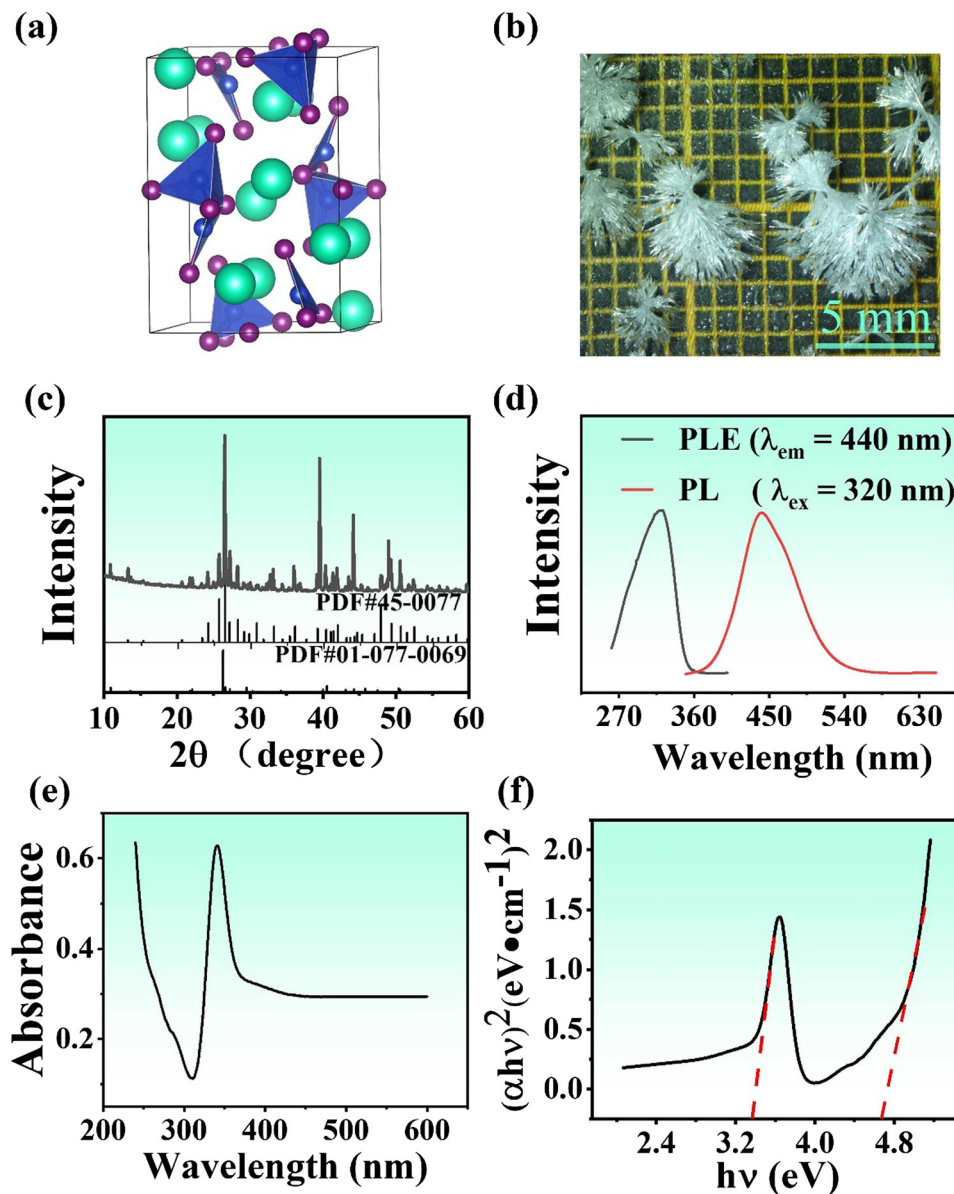 (a)
(b)
5 mm
(c)
Intensity
PDF#45-0077
PDF#01-077-0069
10 20 30 40 50 60
2θ （degree）
(d)
PLE (λem = 440 nm)
PL ( λex = 320 nm)
Intensity
270 360 450 540 630
Wavelength (nm)
(e)
Absorbance
0.6
0.4
0.2
200 300 400 500 600
Wavelength (nm)
(f)
(αhν)2(eV•cm-1)2
2.0
1.5
1.0
0.5
0.0
2.4 3.2 4.0 4.8
hν (eV)